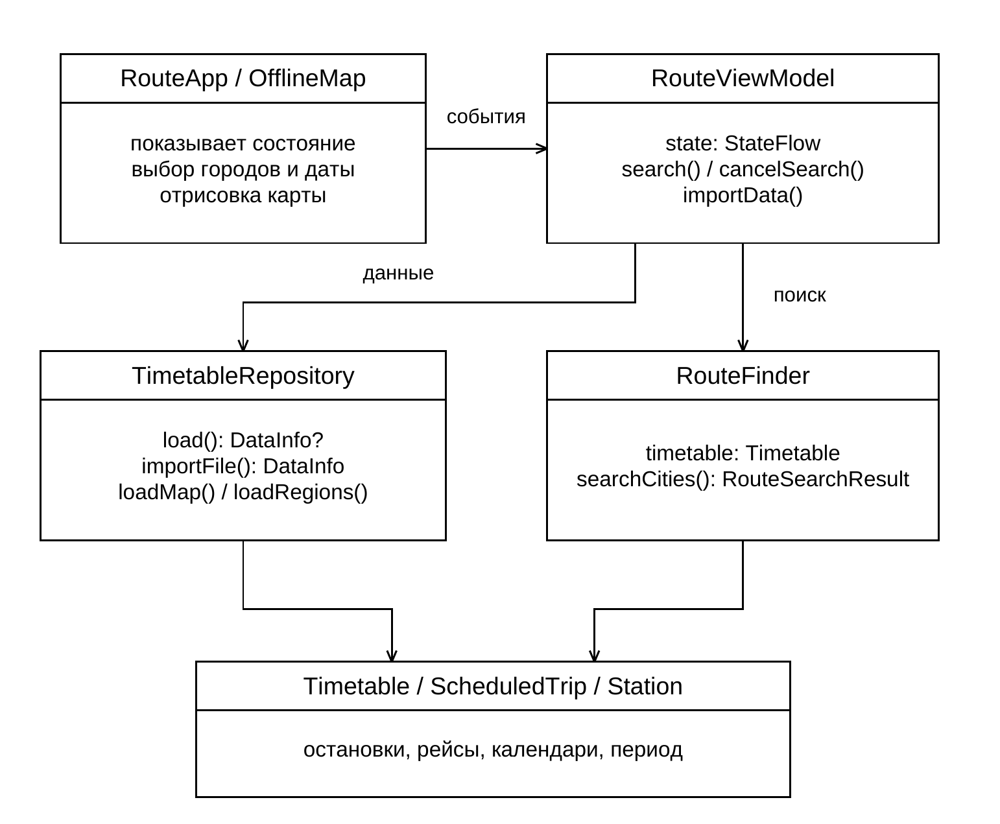 RouteApp / OfflineMap
показывает состояние
выбор городов и даты
отрисовка карты
события
RouteViewModel
state: StateFlow
search() / cancelSearch()
importData()
данные
поиск
TimetableRepository
load(): DataInfo?
importFile(): DataInfo
loadMap() / loadRegions()
RouteFinder
timetable: Timetable
searchCities(): RouteSearchResult
Timetable / ScheduledTrip / Station
остановки, рейсы, календари, период